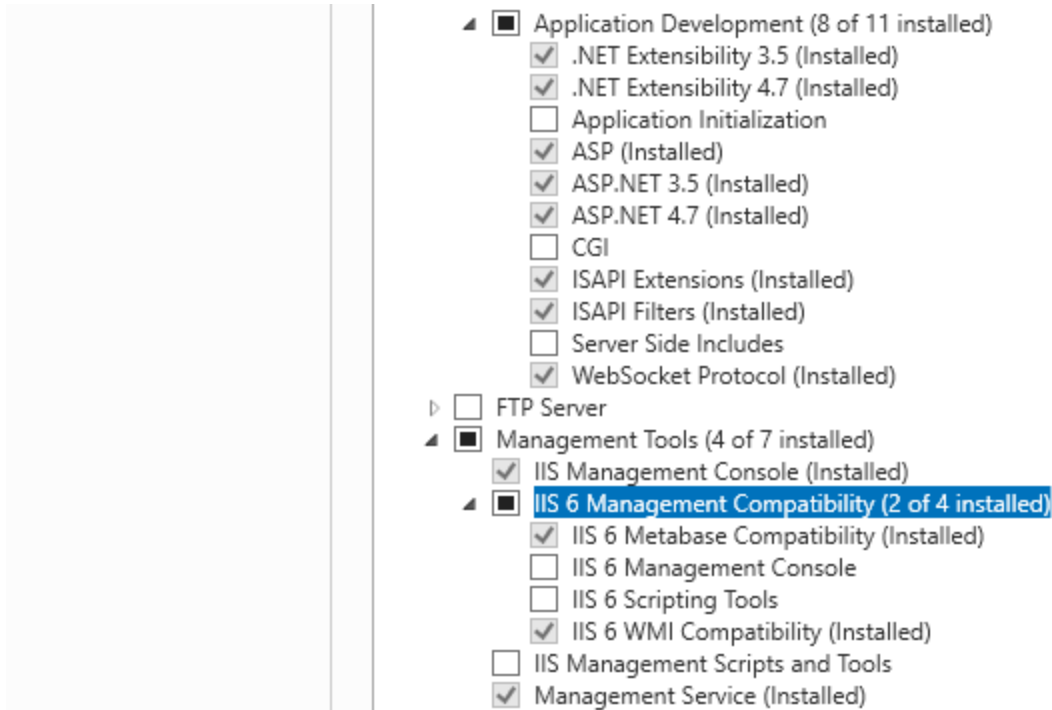 Application Development (8 of 11 installed)
.NET Extensibility 3.5 (Installed)
.NET Extensibility 4.7 (Installed)
Application Initialization
ASP (Installed)
ASP.NET 3.5 (Installed)
ASP.NET 4.7 (Installed)
CGI
ISAPI Extensions (Installed)
ISAPI Filters (Installed)
Server Side Includes
WebSocket Protocol (Installed)
FTP Server
Management Tools (4 of 7 installed)
IIS Management Console (Installed)
IIS 6 Management Compatibility (2 of 4 installed)
IIS 6 Metabase Compatibility (Installed)
IIS 6 Management Console
IIS 6 Scripting Tools
IIS 6 WMI Compatibility (Installed)
IIS Management Scripts and Tools
Management Service (Installed)